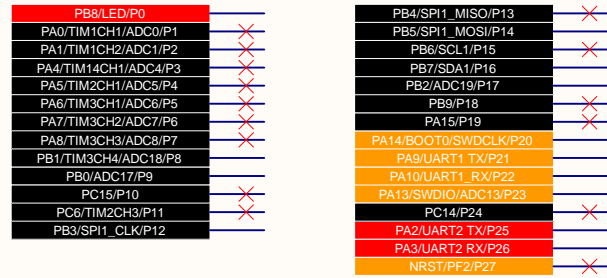 PB8/LED/P0
PA0/TIM1CH1/ADC0/P1
PA1/TIM1CH2/ADC1/P2
PA4/TIM14CH1/ADC4/P3
PA5/TIM2CH1/ADC5/P4
PA6/TIM3CH1/ADC6/P5
PA7/TIM3CH2/ADC7/P6
PA8/TIM3CH3/ADC8/P7
PB1/TIM3CH4/ADC18/P8
PB0/ADC17/P9
PC15/P10
PC6/TIM2CH3/P11
PB3/SPI1_CLK/P12
PB4/SPI1_MISO/P13
PB5/SPI1_MOSI/P14
PB6/SCL1/P15
PB7/SDA1/P16
PB2/ADC19/P17
PB9/P18
PA15/P19
PA14/BOOT0/SWDCLK/P20
PA9/UART1 TX/P21
PA10/UART1_RX/P22
PA13/SWDIO/ADC13/P23
PC14/P24
PA2/UART2 TX/P25
PA3/UART2 RX/P26
NRST/PF2/P27